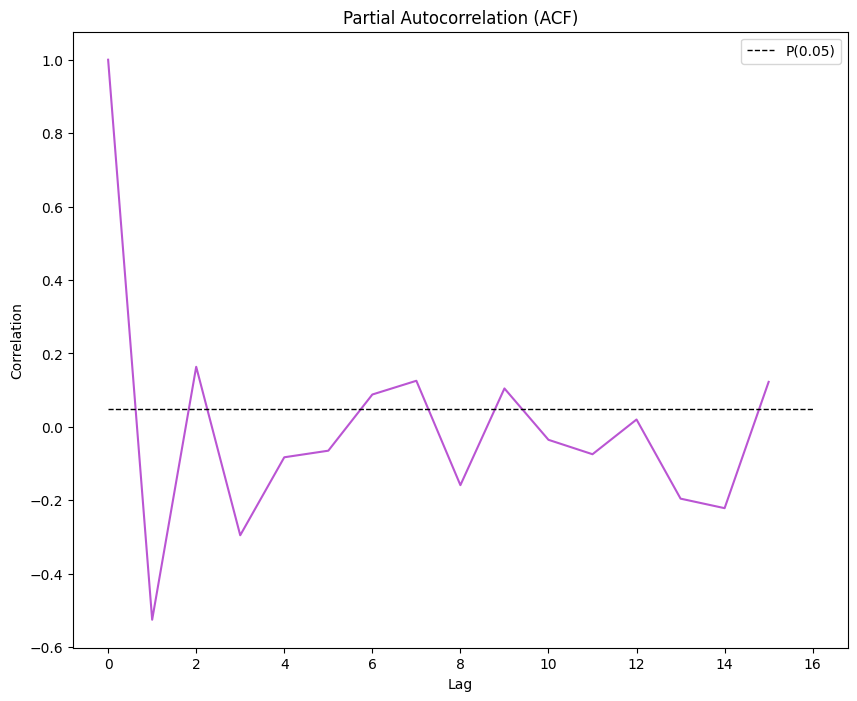 Partial Autocorrelation (ACF)
P(0.05)
Correlation
1.0
0.8
0.6
0.4
0.2
0.0
−0.2
−0.4
−0.6
0 2 4 6 8 10 12 14 16
Lag